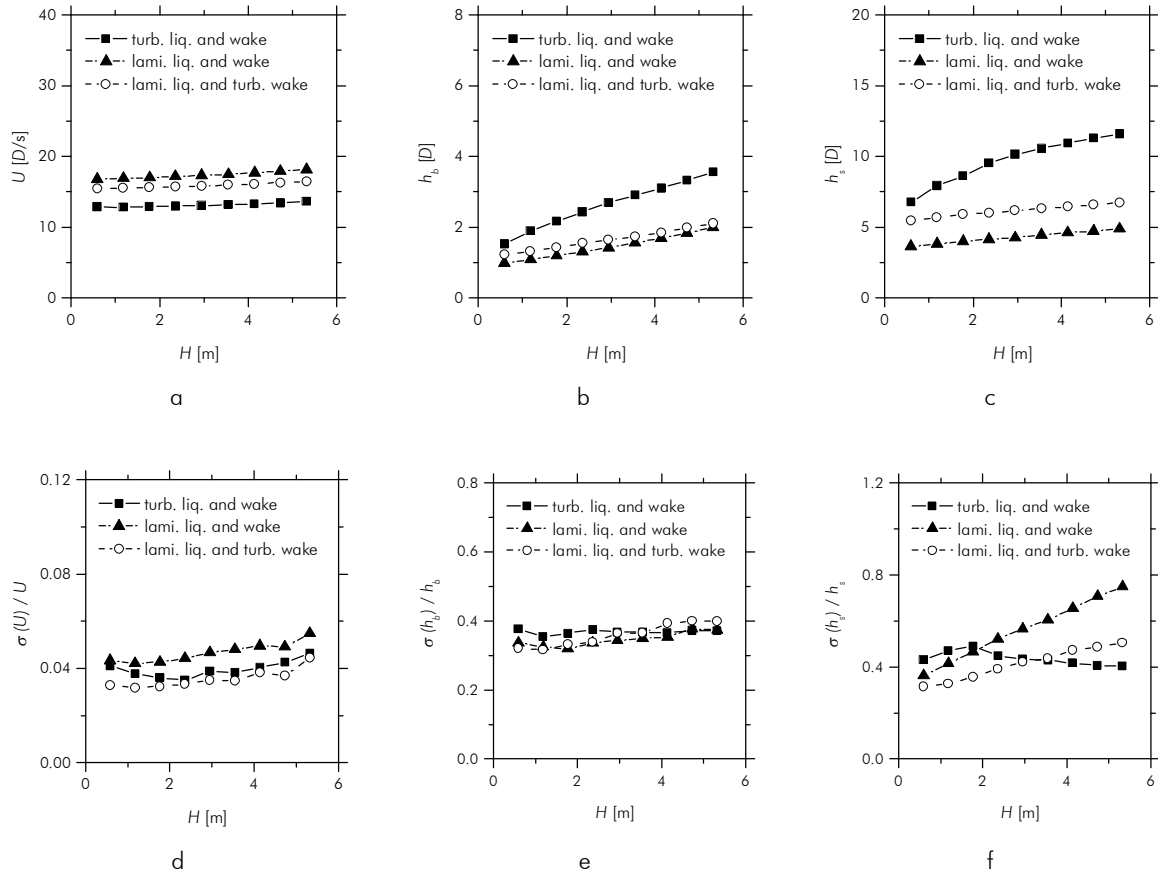 40
30
20
10
0
U [D/s]
turb. liq. and wake
lami. liq. and wake
lami. liq. and turb. wake
0 2 4 6
H [m]
a
8
6
4
2
0
h_b [D]
turb. liq. and wake
lami. liq. and wake
lami. liq. and turb. wake
0 2 4 6
H [m]
b
20
15
10
5
0
h_s [D]
turb. liq. and wake
lami. liq. and wake
lami. liq. and turb. wake
0 2 4 6
H [m]
c
0.12
0.08
0.04
0.00
σ (U) / U
turb. liq. and wake
lami. liq. and wake
lami. liq. and turb. wake
0 2 4 6
H [m]
d
0.8
0.6
0.4
0.2
0.0
σ (h_b) / h_b
turb. liq. and wake
lami. liq. and wake
lami. liq. and turb. wake
0 2 4 6
H [m]
e
1.2
0.8
0.4
0.0
σ (h_s) / h_s
turb. liq. and wake
lami. liq. and wake
lami. liq. and turb. wake
0 2 4 6
H [m]
f